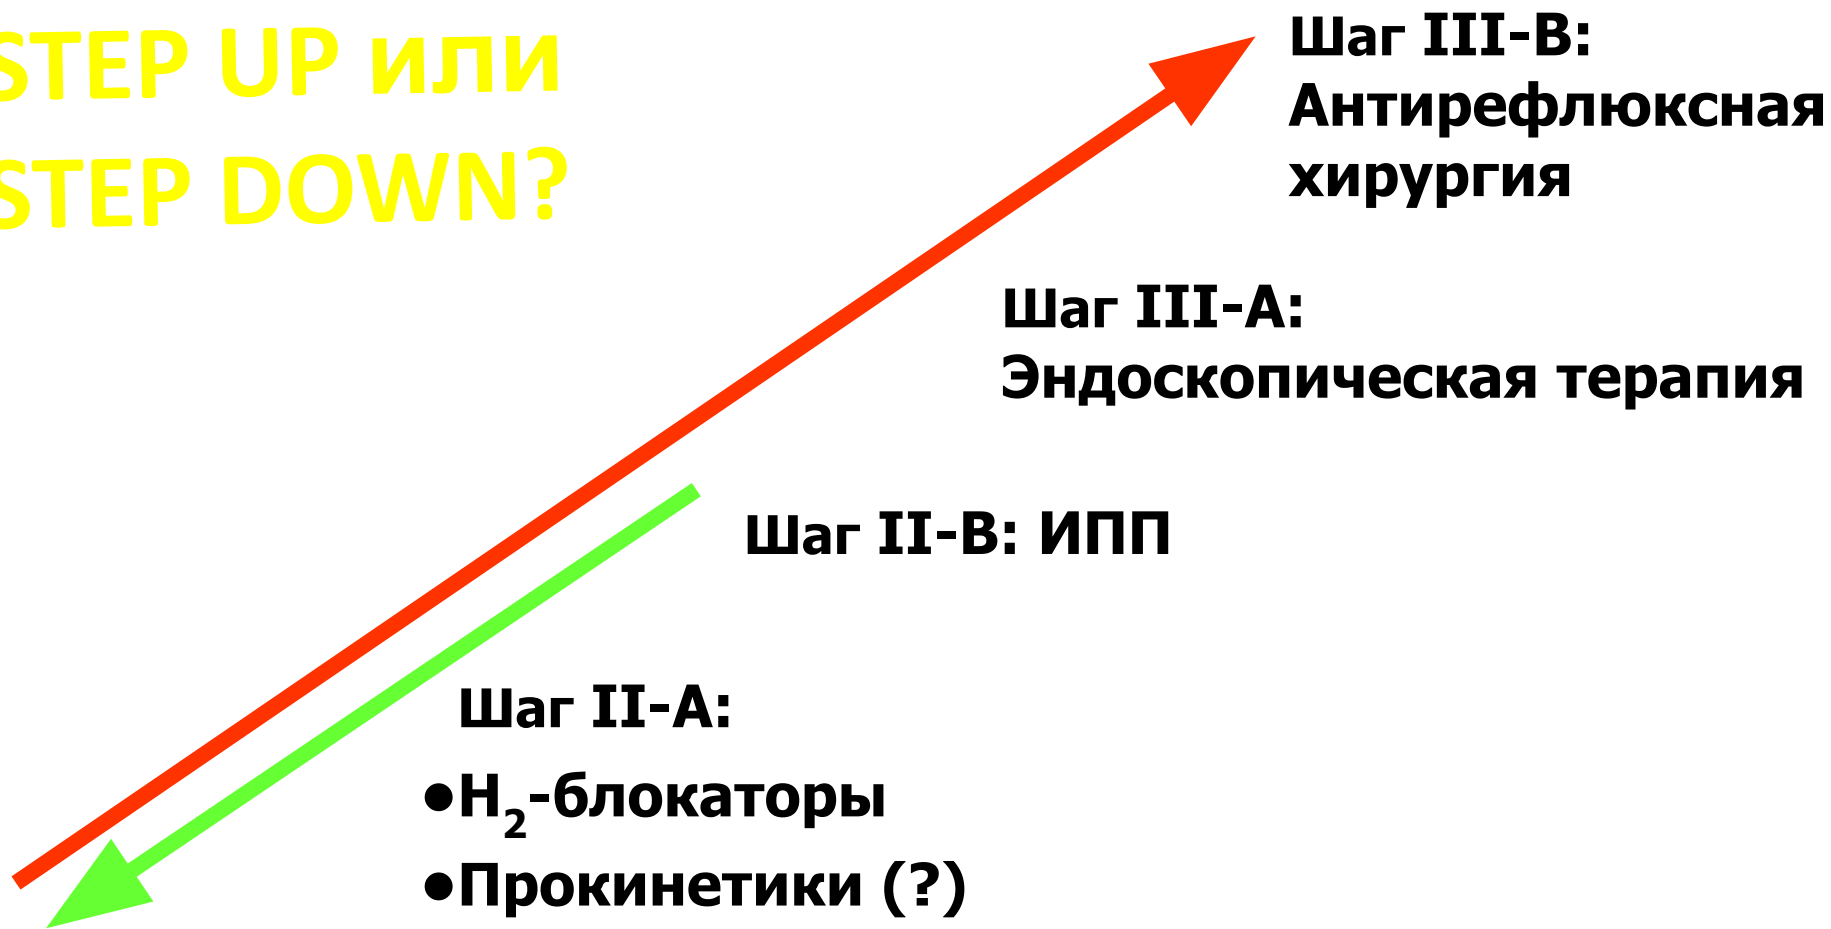 STEP UP или
STEP DOWN?
Шаг III-B:
Антирефлюксная
хирургия
Шаг III-A:
Эндоскопическая терапия
Шаг II-B: ИПП
Шаг II-A:
•H₂-блокаторы
•Прокинетики (?)